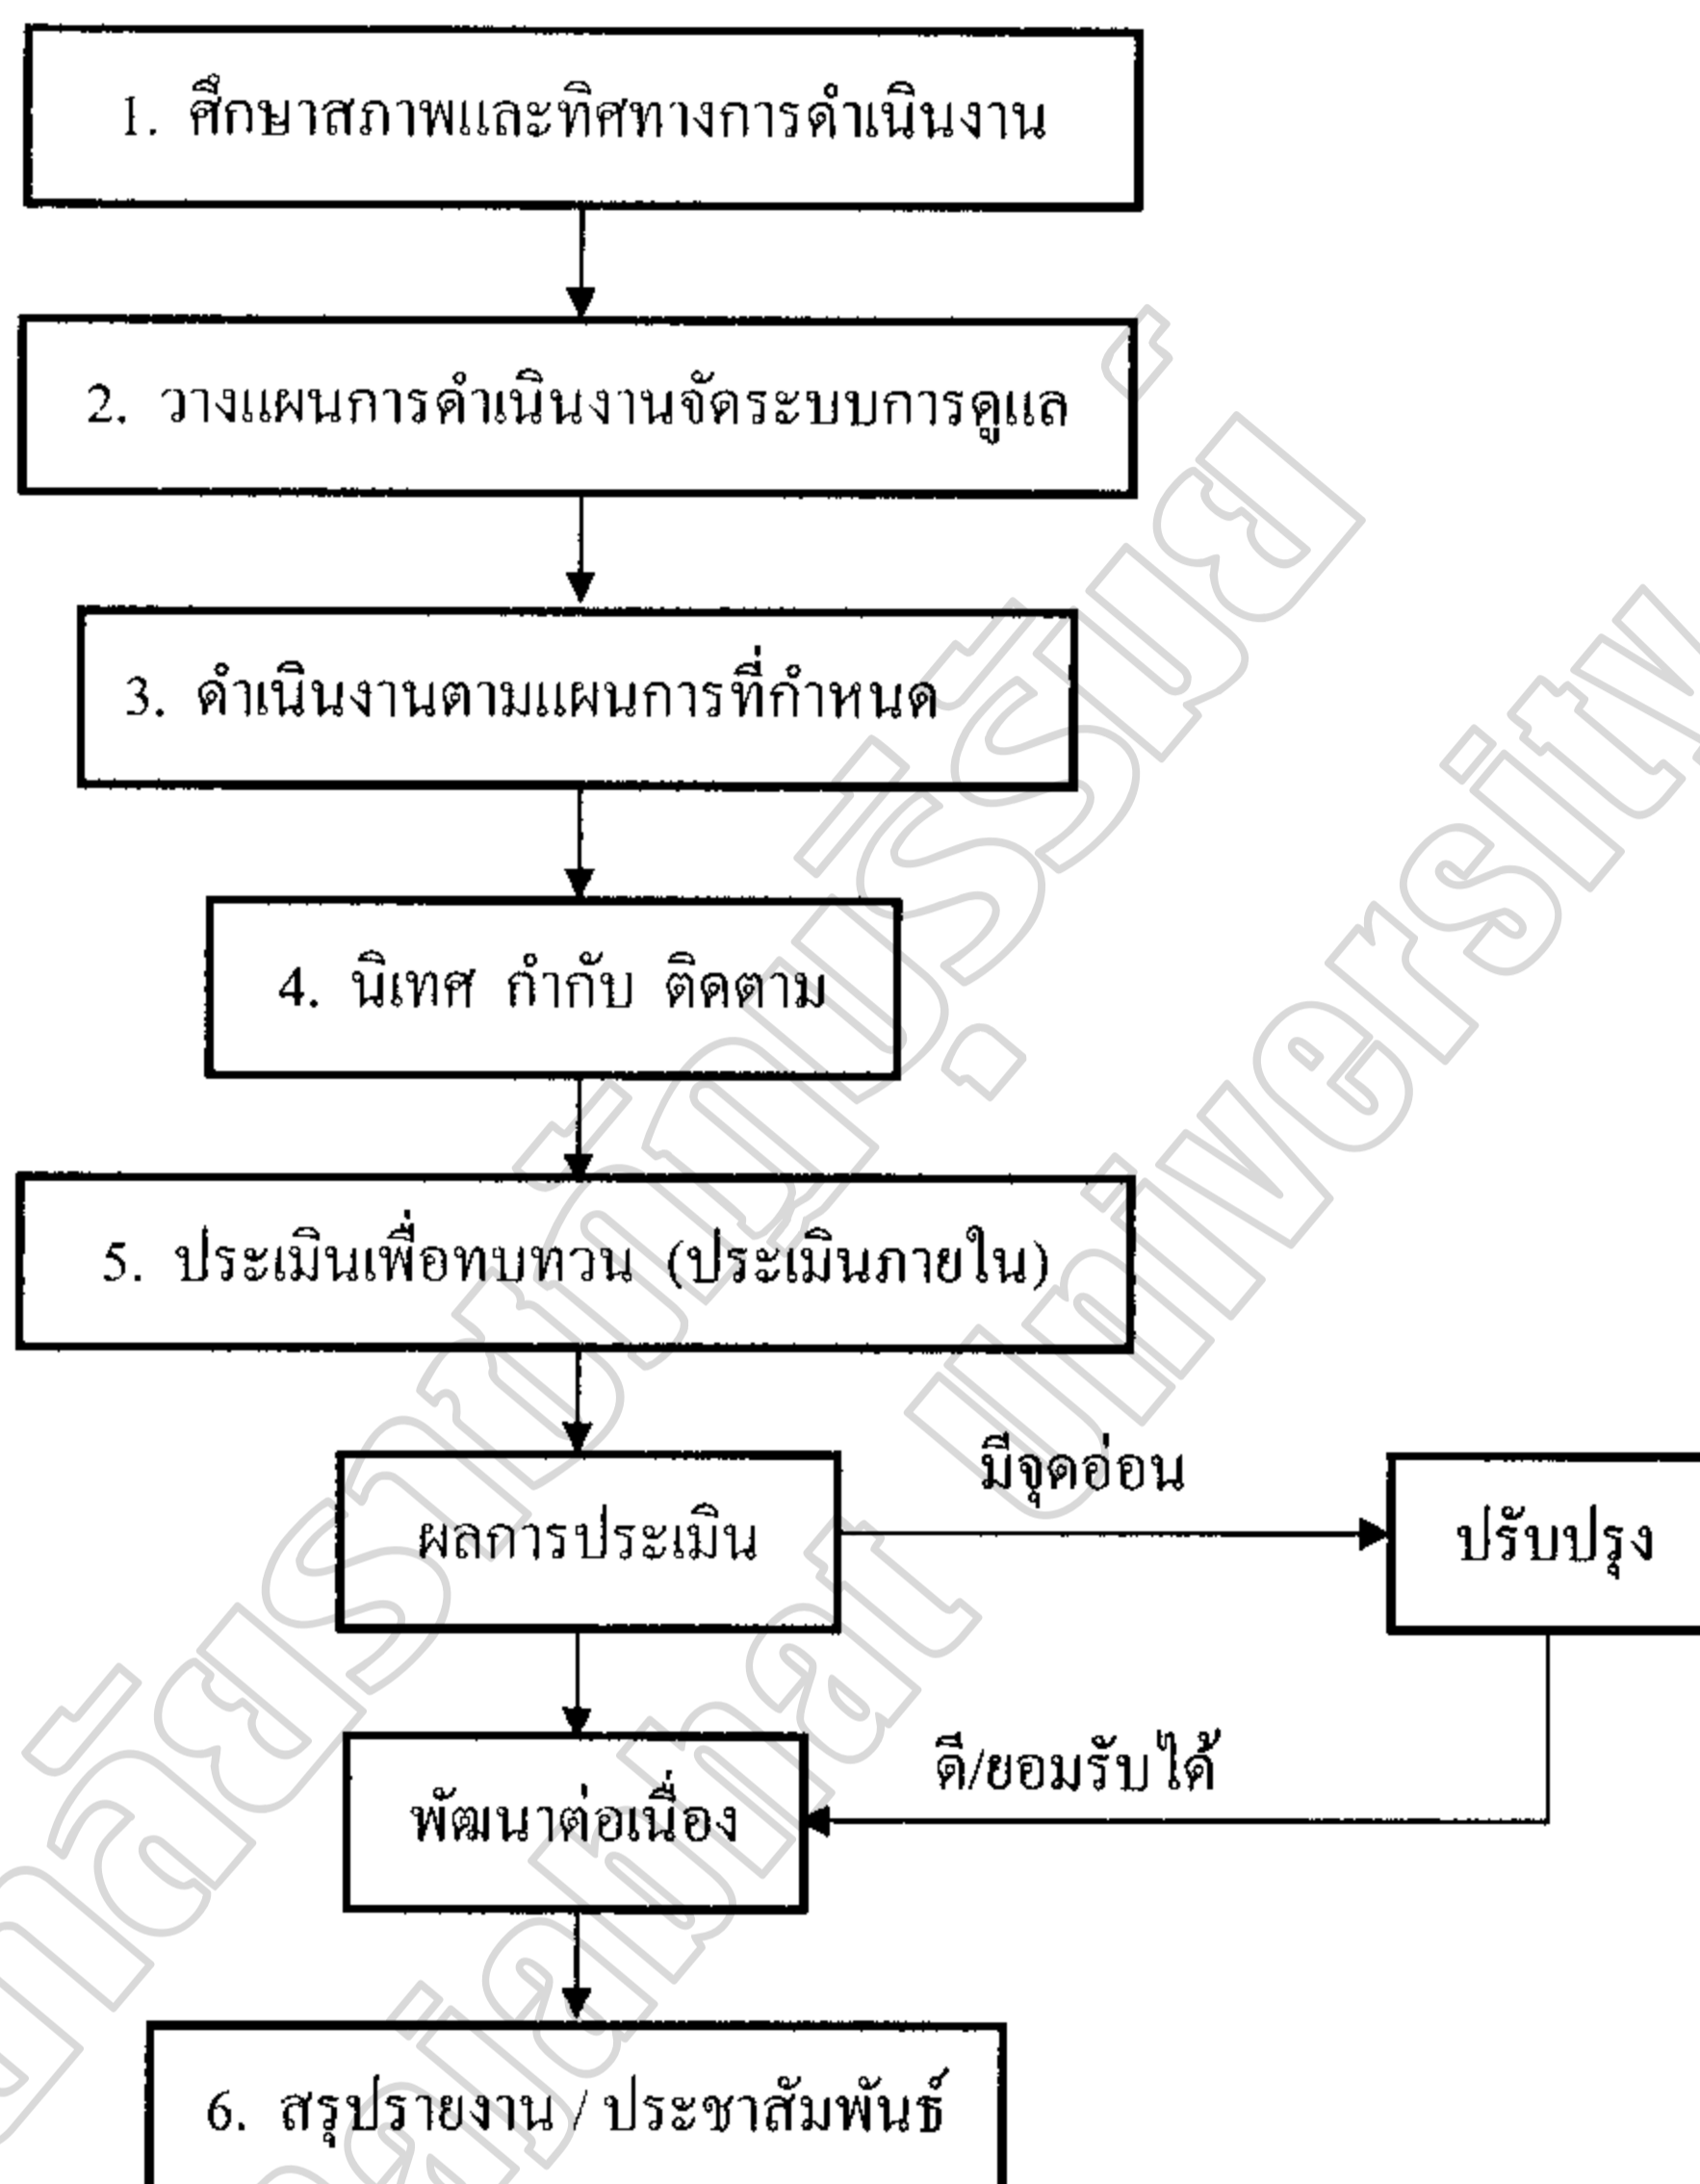 1. ศึกษาสภาพและทิศทางการดำเนินงาน
2. วางแผนการดำเนินงานจัดระบบการดูแล
3. ดำเนินงานตามแผนการที่กำหนด
4. นิเทศ กำกับ ติดตาม
5. ประเมินเพื่อทบทวน (ประเมินภายใน)
มีจุดอ่อน
ผลการประเมิน
ปรับปรุง
ดี/ยอมรับได้
พัฒนาต่อเนื่อง
6. สรุปรายงาน / ประชาสัมพันธ์
University